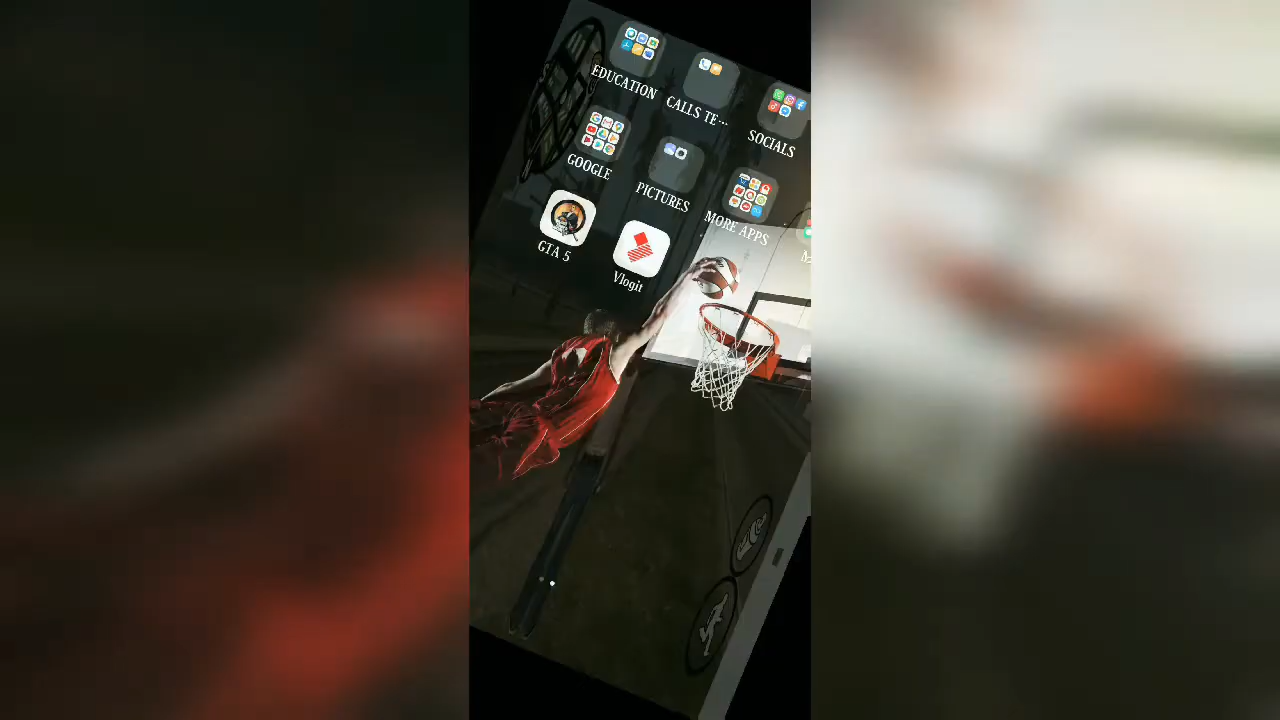 EDUCATION
CALLS TE...
SOCIALS
GOOGLE
PICTURES
MORE APPS
GTA 5
Vlogit